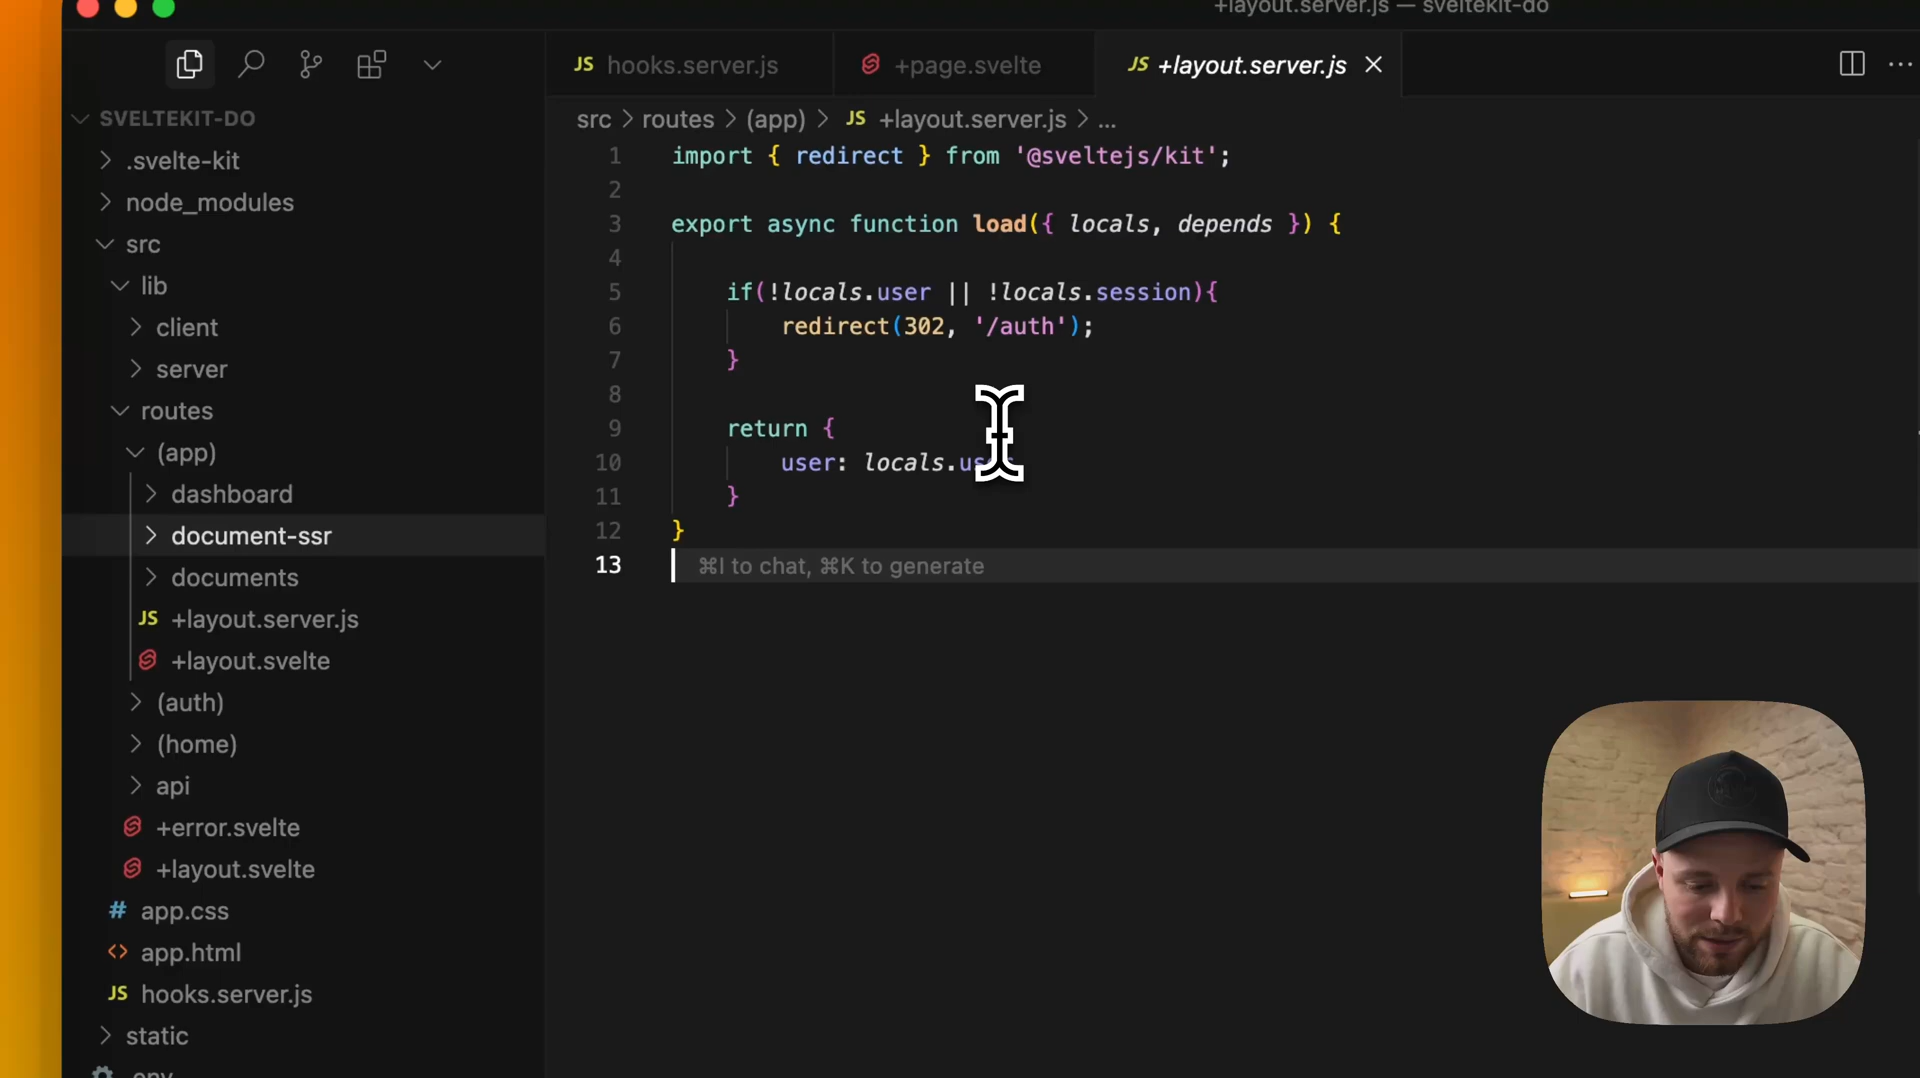 +layout.server.js — sveltekit-do
JS hooks.server.js
+page.svelte
JS +layout.server.js
SVELTEKIT-DO
.svelte-kit
node_modules
src
lib
client
server
routes
(app)
dashboard
document-ssr
documents
JS +layout.server.js
+layout.svelte
(auth)
(home)
api
+error.svelte
+layout.svelte
# app.css
<> app.html
JS hooks.server.js
static
src > routes > (app) > JS +layout.server.js > ...
1 import { redirect } from '@sveltejs/kit';
2
3 export async function load({ locals, depends }) {
4
5 if(!locals.user || !locals.session){
6 redirect(302, '/auth');
7 }
8
9 return {
10 user: locals.
11 }
12 }
13 ⌘I to chat, ⌘K to generate